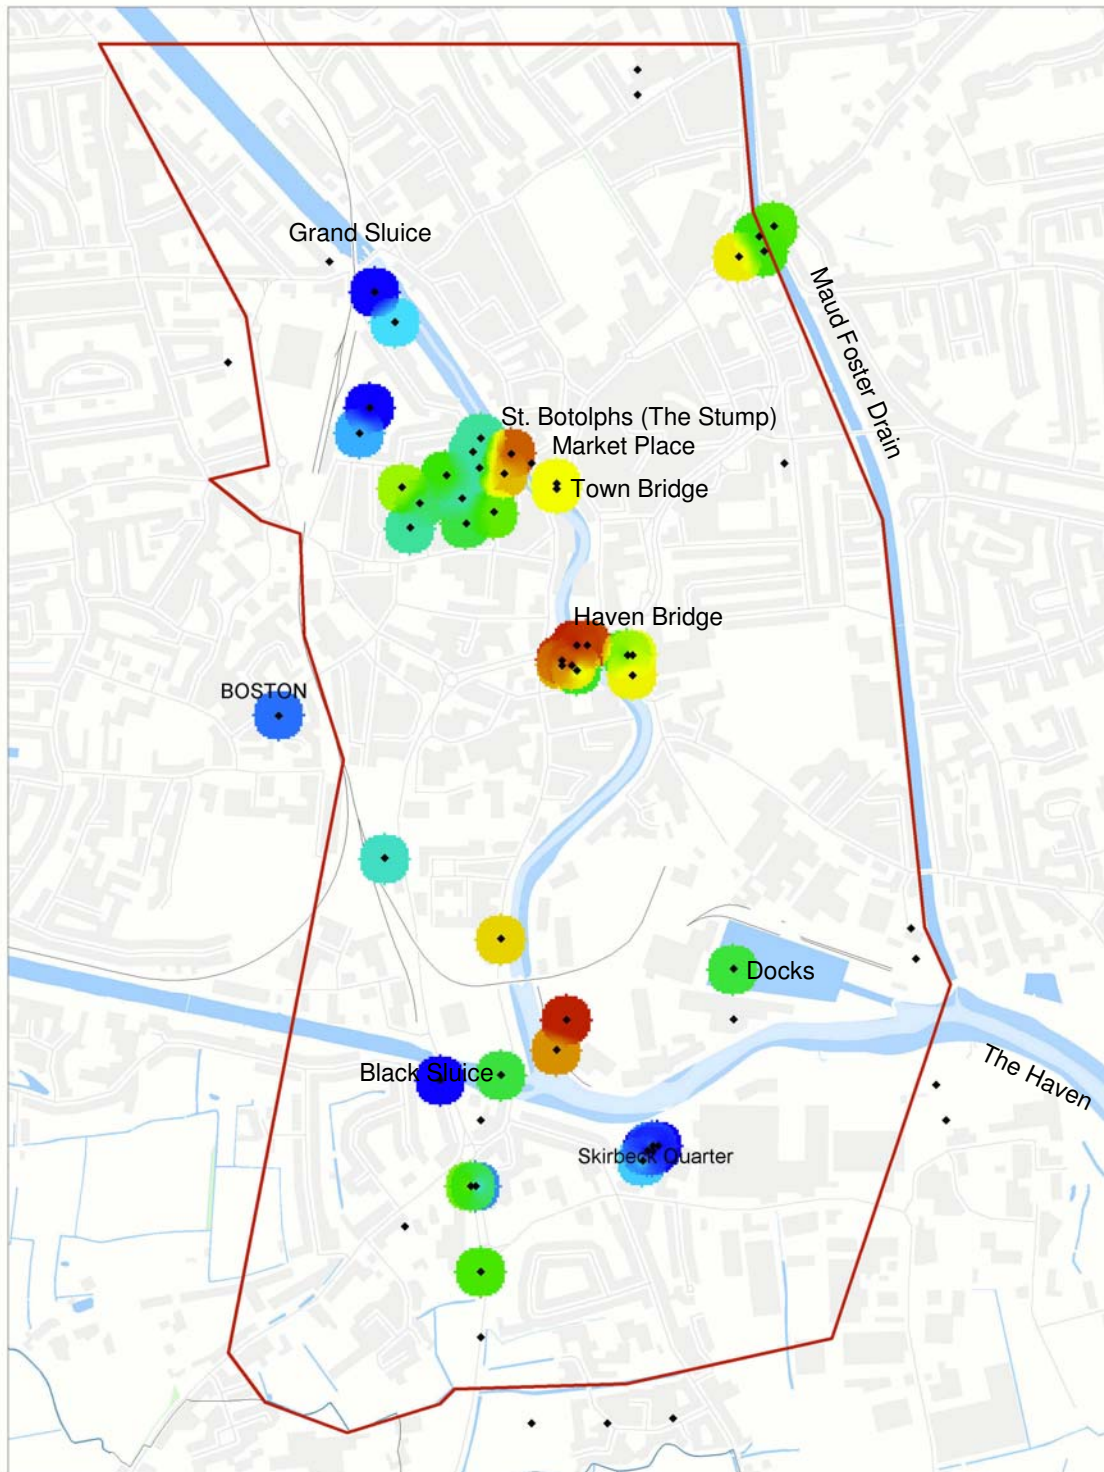 Grand Sluice
Maud Foster Drain
St. Botolphs (The Stump)
Market Place
Town Bridge
Haven Bridge
BOSTON
Docks
The Haven
Black Sluice
Skirbeck Quarter